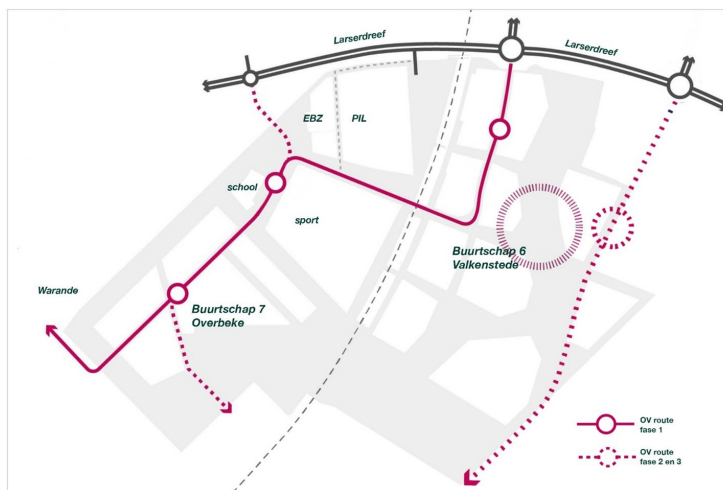 Larserdreef
Larserdreef
EBZ
PIL
school
sport
Buurtschap 6
Valkenstede
Warande
Buurtschap 7
Overbeke
OV route
fase 1
OV route
fase 2 en 3